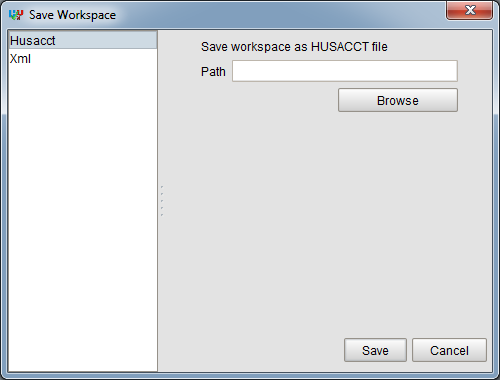 Save Workspace
Husacct
Xml
Save workspace as HUSACCT file
Path
Browse
Save
Cancel